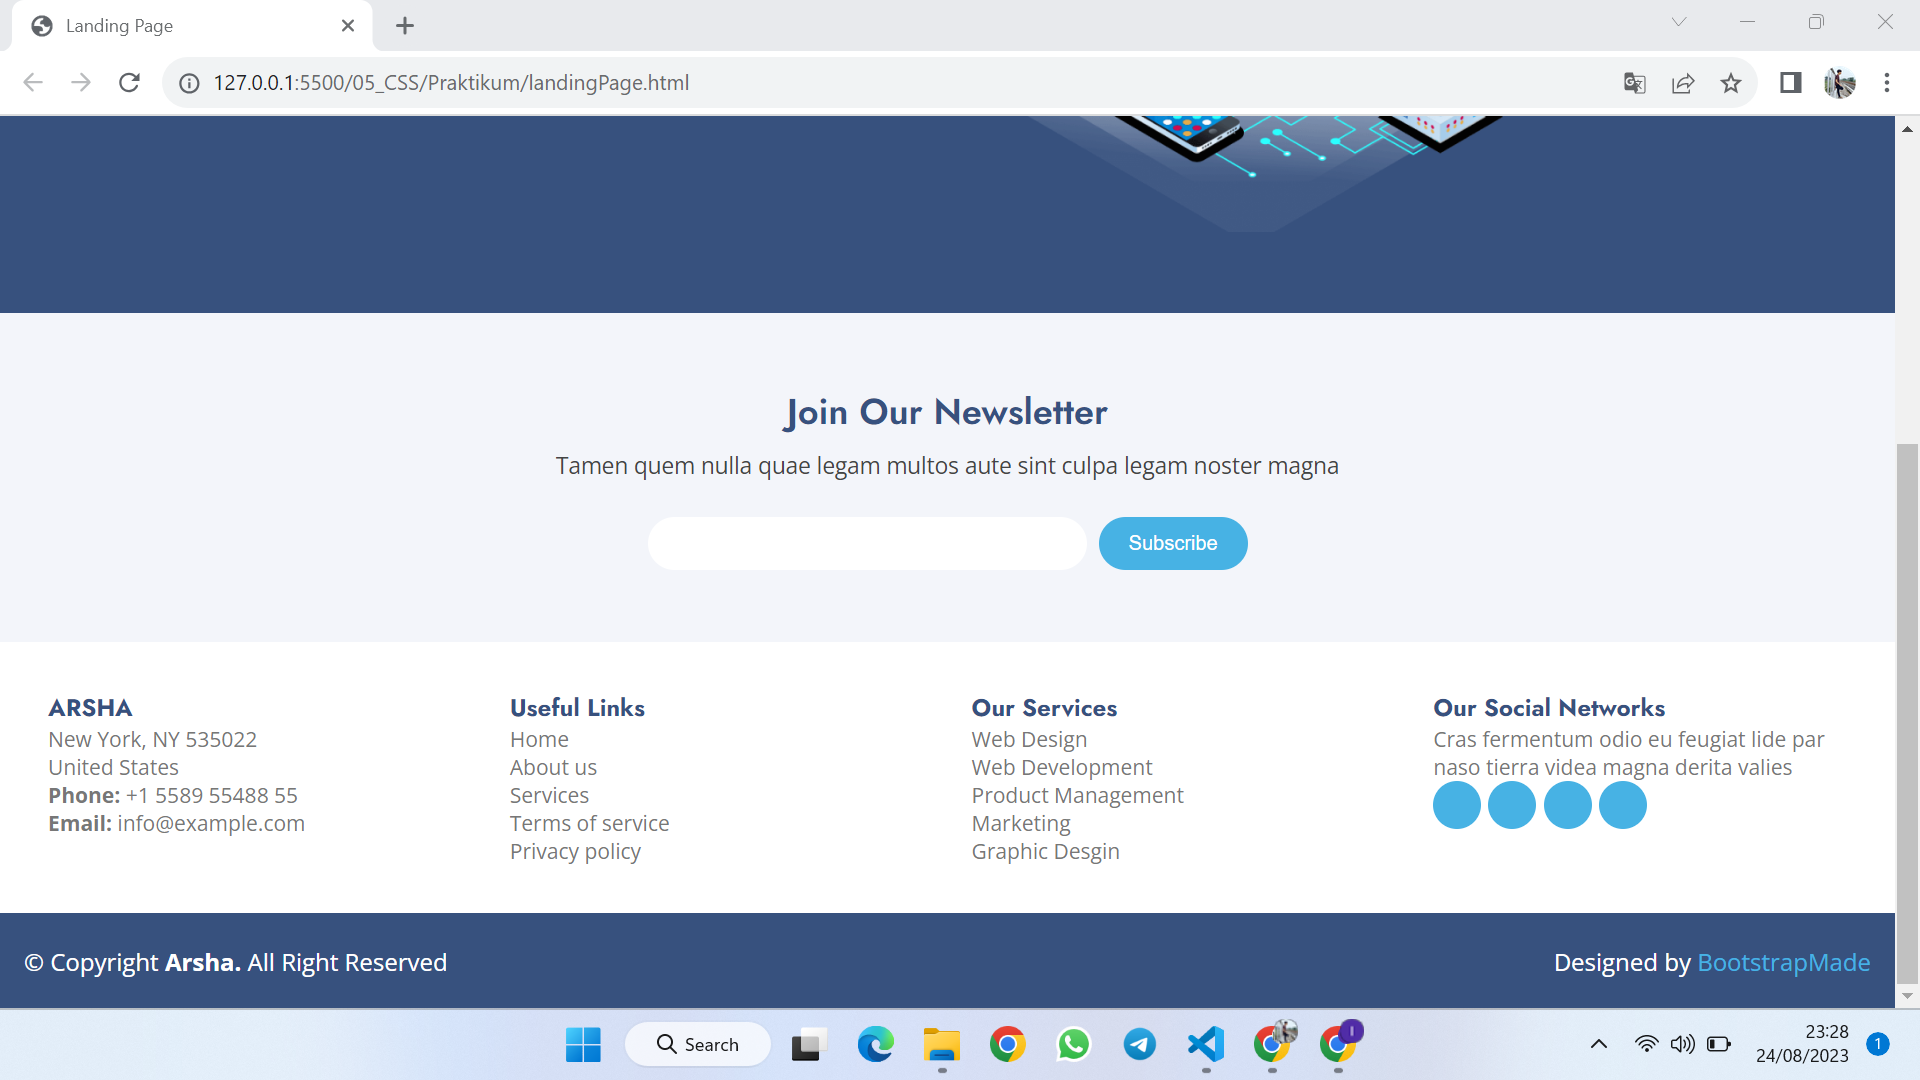 Landing Page
127.0.0.1:5500/05_CSS/Praktikum/landingPage.html
Join Our Newsletter
Tamen quem nulla quae legam multos aute sint culpa legam noster magna
Subscribe
ARSHA
New York, NY 535022
United States
Phone: +1 5589 55488 55
Email: info@example.com
Useful Links
Home
About us
Services
Terms of service
Privacy policy
Our Services
Web Design
Web Development
Product Management
Marketing
Graphic Desgin
Our Social Networks
Cras fermentum odio eu feugiat lide par
naso tierra videa magna derita valies
© Copyright Arsha. All Right Reserved
Designed by BootstrapMade
Search
23:28
24/08/2023
1